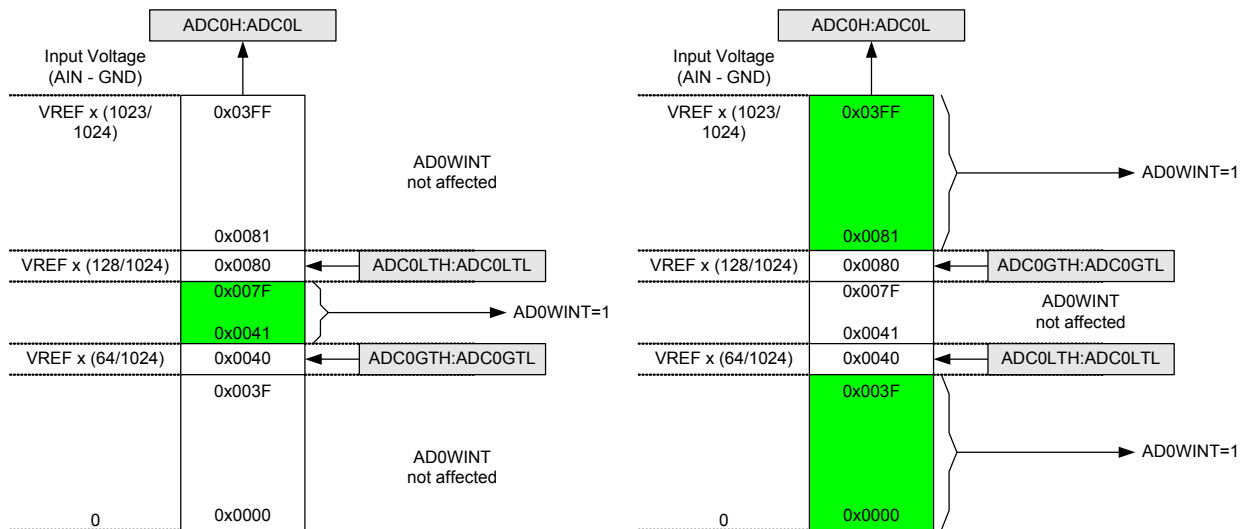 ADC0H:ADC0L
Input Voltage
(AIN - GND)
VREF x (1023/
1024)
0x03FF
AD0WINT
not affected
0x0081
VREF x (128/1024)
0x0080
ADC0LTH:ADC0LTL
0x007F
AD0WINT=1
0x0041
VREF x (64/1024)
0x0040
ADC0GTH:ADC0GTL
0x003F
AD0WINT
not affected
0
0x0000
ADC0H:ADC0L
Input Voltage
(AIN - GND)
VREF x (1023/
1024)
0x03FF
AD0WINT=1
0x0081
VREF x (128/1024)
0x0080
ADC0GTH:ADC0GTL
0x007F
AD0WINT
not affected
0x0041
VREF x (64/1024)
0x0040
ADC0LTH:ADC0LTL
0x003F
AD0WINT=1
0
0x0000